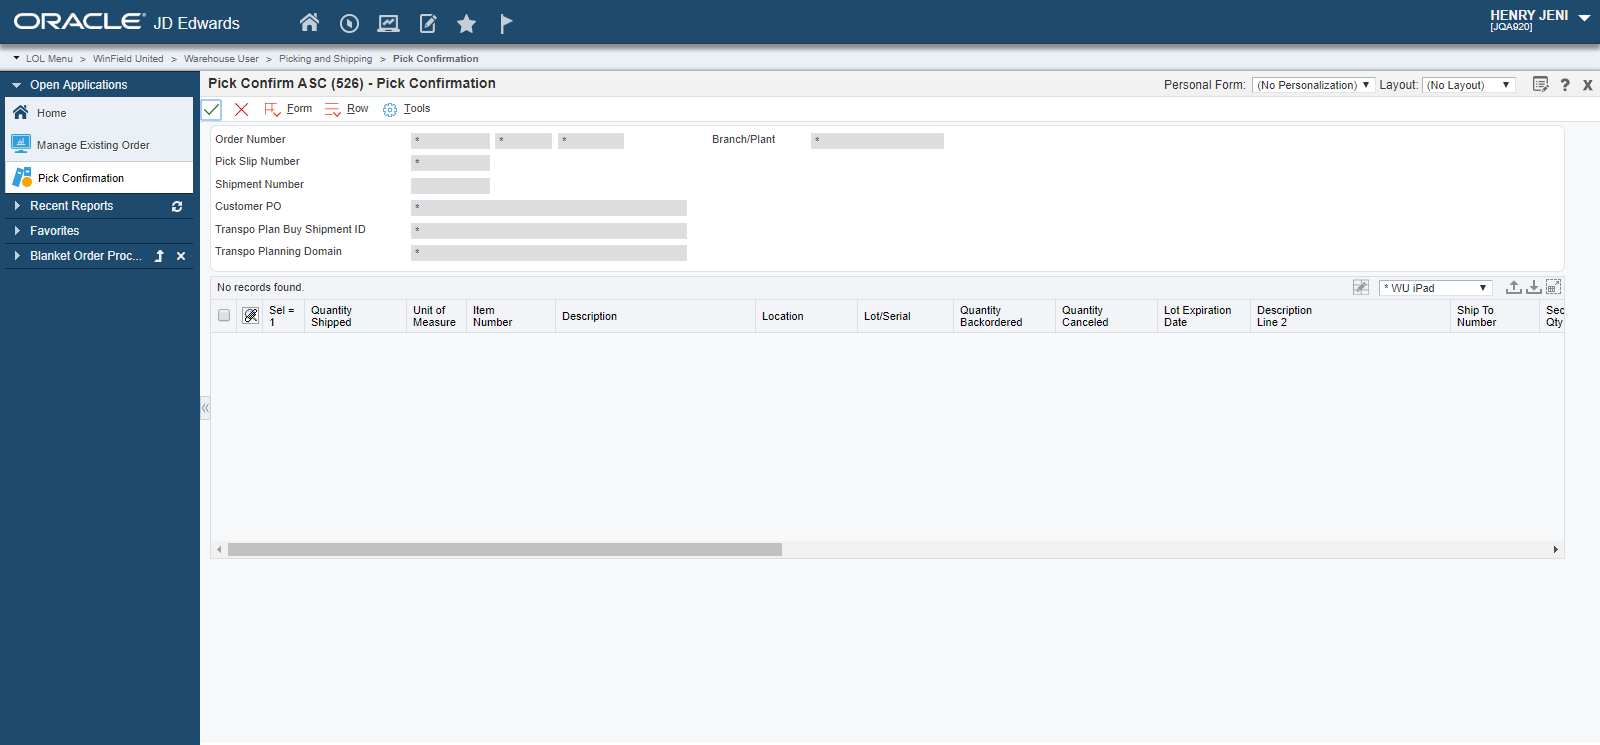 ORACLE JD Edwards
HENRY JENI
[JQA920]
LOL Menu > WinField United > Warehouse User > Picking and Shipping > Pick Confirmation
Open Applications
Home
Manage Existing Order
Pick Confirmation
Recent Reports
Favorites
Blanket Order Proc...
Pick Confirm ASC (526) - Pick Confirmation
Personal Form: (No Personalization) Layout: (No Layout) ? X
Form Row Tools
Order Number * * * Branch/Plant *
Pick Slip Number *
Shipment Number
Customer PO *
Transpo Plan Buy Shipment ID *
Transpo Planning Domain *
No records found. * WU iPad
Sel = 1 Quantity Shipped Unit of Measure Item Number Description Location Lot/Serial Quantity Backordered Quantity Canceled Lot Expiration Date Description Line 2 Ship To Number Sec Qty